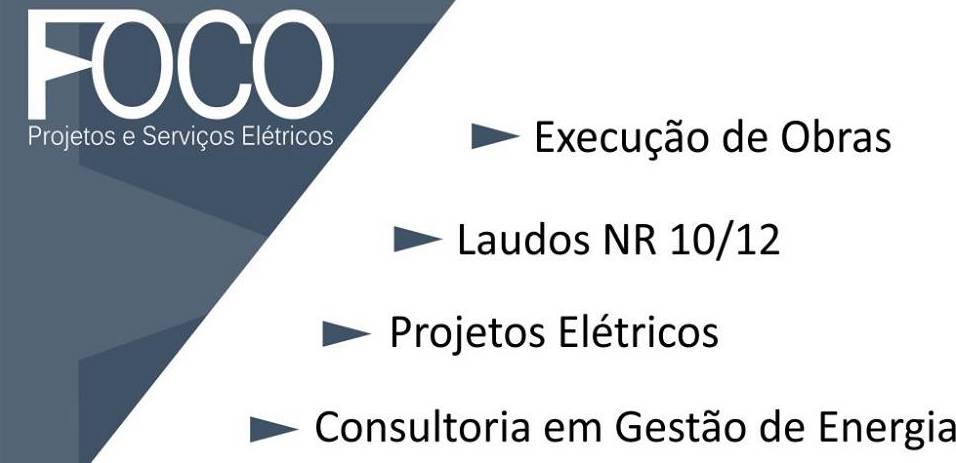 FOCO
Projetos e Serviços Elétricos
Execução de Obras
Laudos NR 10/12
Projetos Elétricos
Consultoria em Gestão de Energia